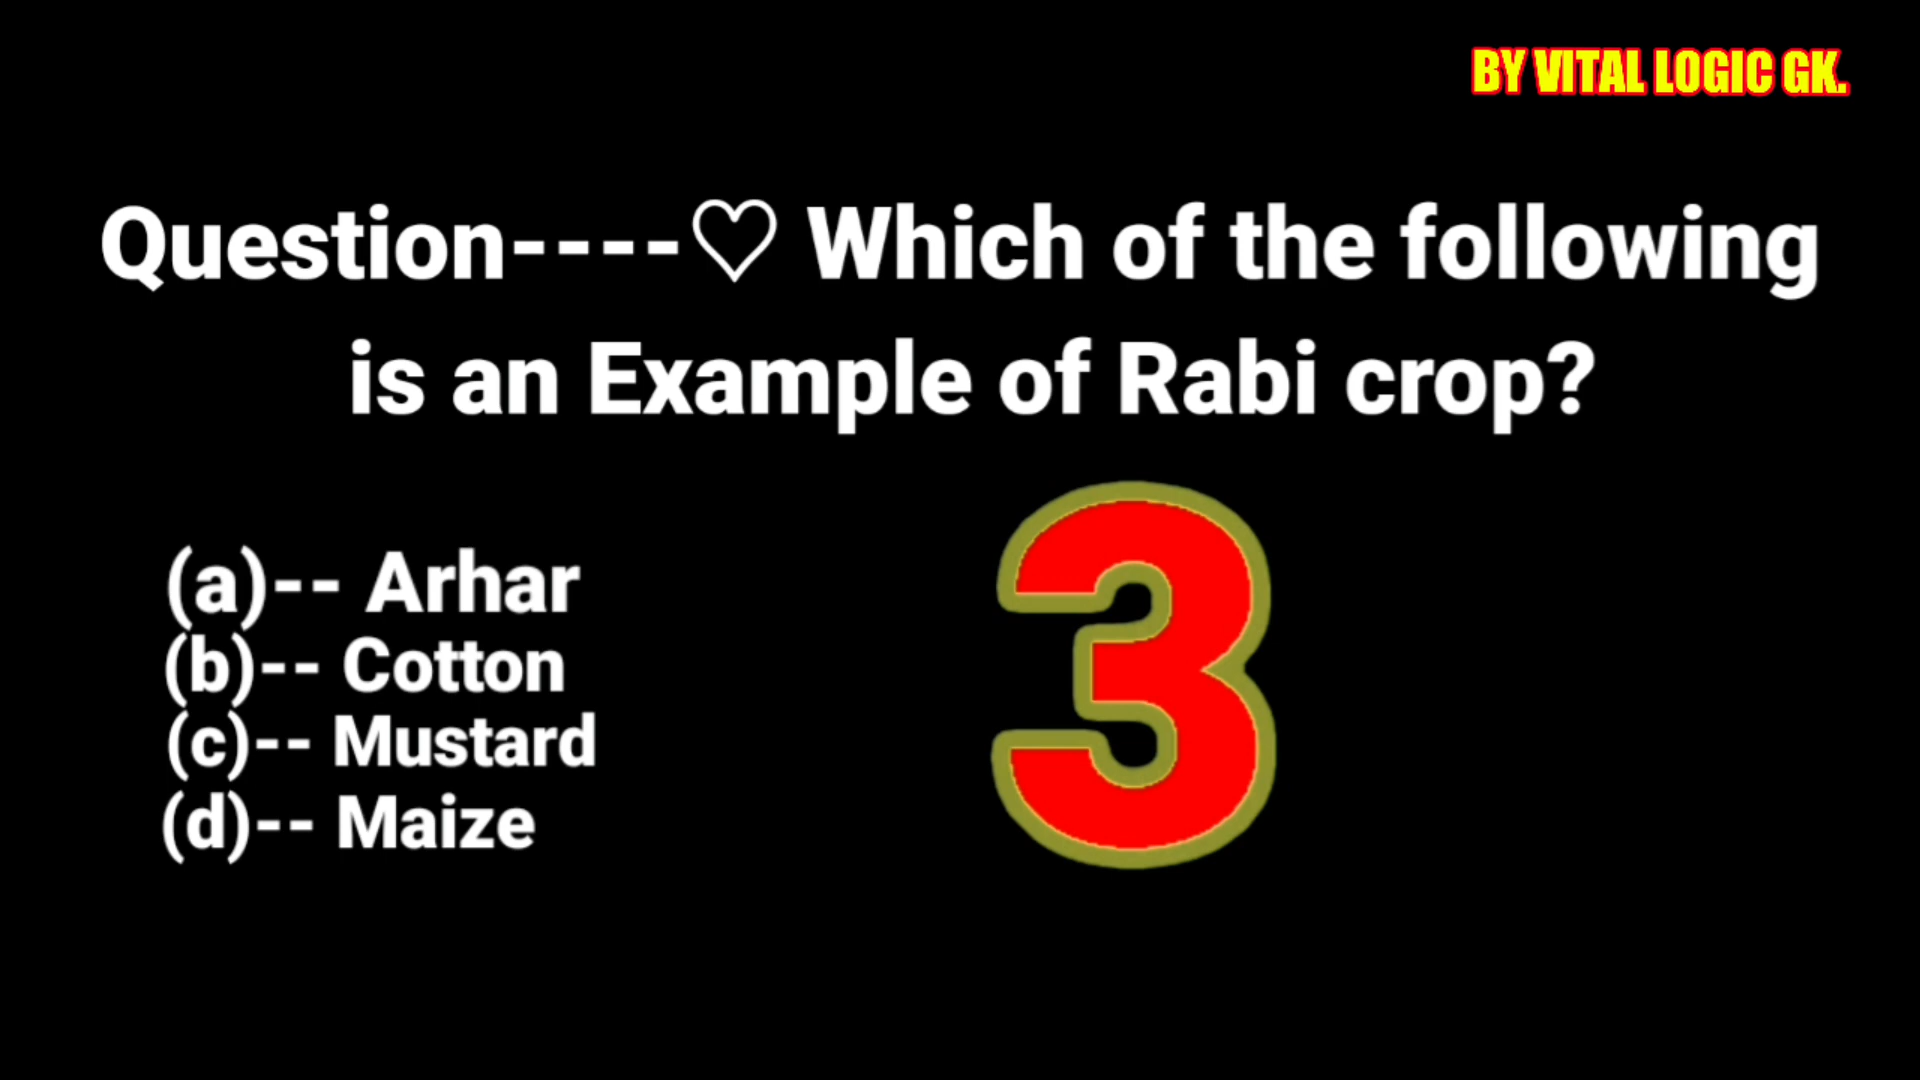 BY VITAL LOGIC GK.
Question----♡ Which of the following
is an Example of Rabi crop?
(a)-- Arhar
(b)-- Cotton
(c)-- Mustard
(d)-- Maize
3